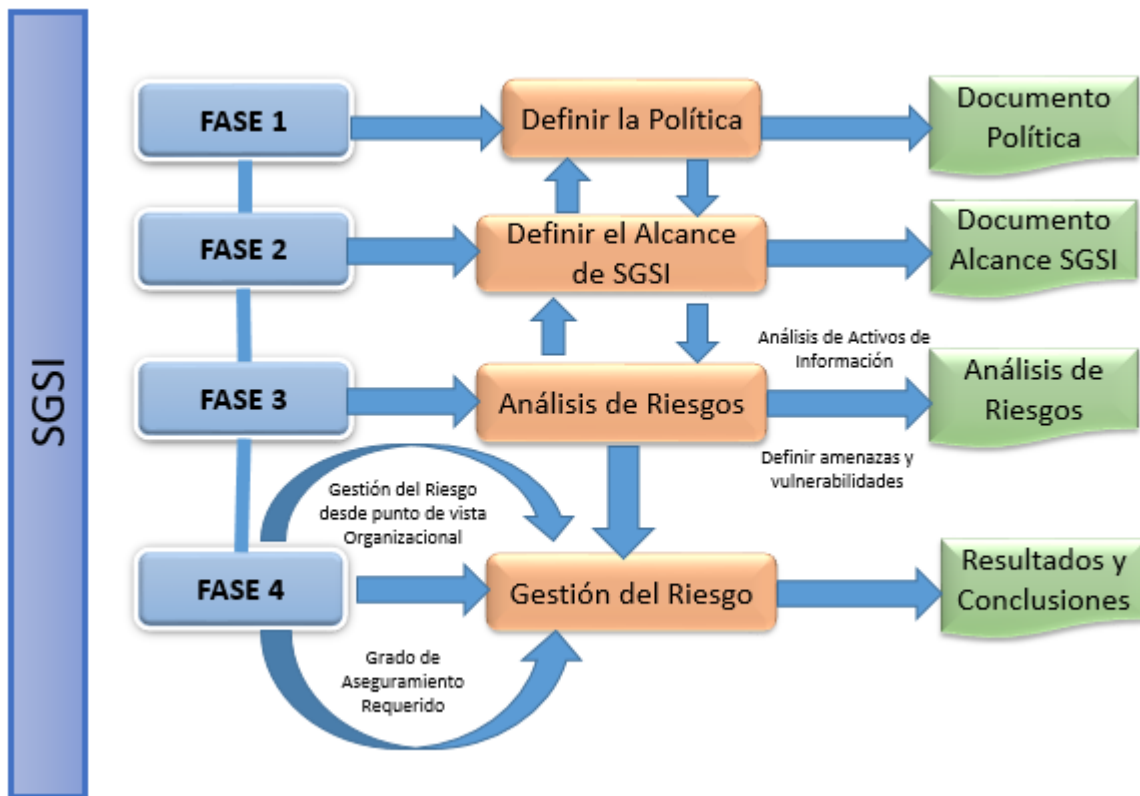 SGSI
FASE 1
Definir la Política
Documento
Política
FASE 2
Definir el Alcance
de SGSI
Documento
Alcance SGSI
Análisis de Activos de
Información
FASE 3
Análisis de Riesgos
Análisis de
Riesgos
Definir amenazas y
vulnerabilidades
Gestión del Riesgo
desde punto de vista
Organizacional
FASE 4
Gestión del Riesgo
Resultados y
Conclusiones
Grado de
Aseguramiento
Requerido